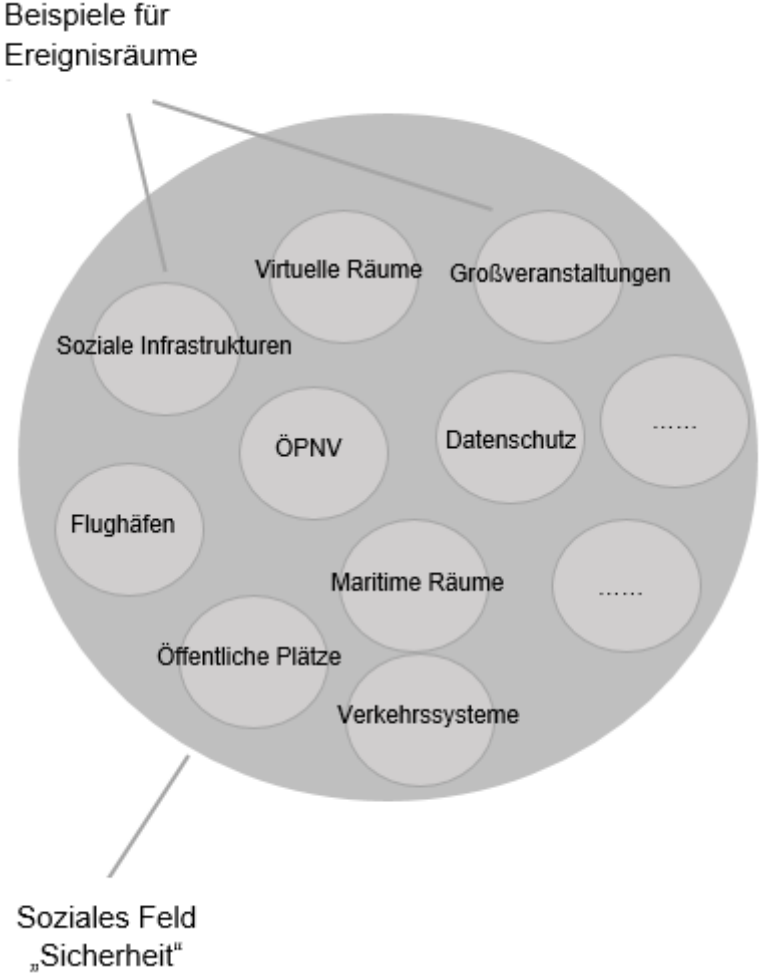 Beispiele für
Ereignisräume
Virtuelle Räume
Großveranstaltungen
Soziale Infrastrukturen
ÖPNV
Datenschutz
......
Flughäfen
Maritime Räume
......
Öffentliche Plätze
Verkehrssysteme
Soziales Feld
„Sicherheit“